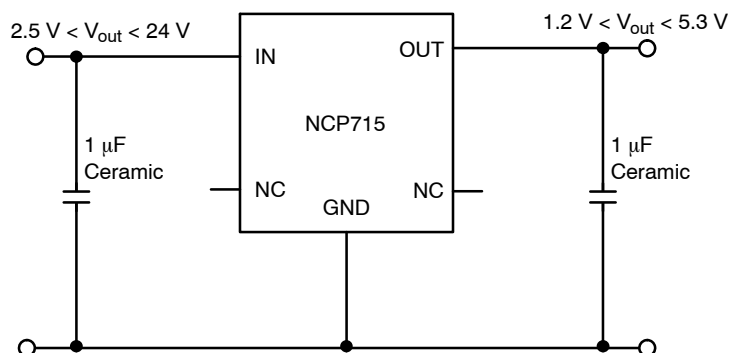 2.5 V < Vout < 24 V
1.2 V < Vout < 5.3 V
IN
OUT
NCP715
1 μF
Ceramic
1 μF
Ceramic
NC
NC
GND